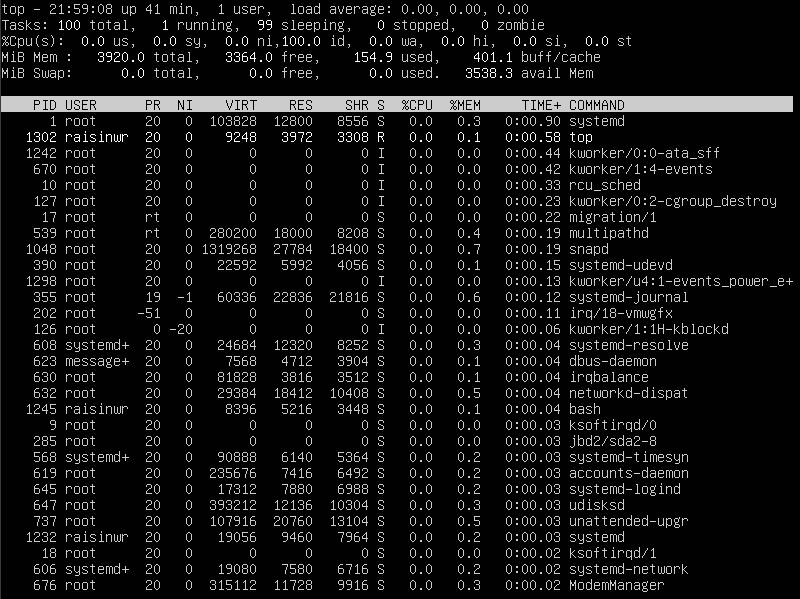 top - 21:59:08 up 41 min,  1 user,  load average: 0.00, 0.00, 0.00
Tasks: 100 total,   1 running,  99 sleeping,   0 stopped,   0 zombie
%Cpu(s):  0.0 us,  0.0 sy,  0.0 ni,100.0 id,  0.0 wa,  0.0 hi,  0.0 si,  0.0 st
MiB Mem :   3920.0 total,   3364.0 free,    154.9 used,    401.1 buff/cache
MiB Swap:      0.0 total,      0.0 free,      0.0 used.   3538.3 avail Mem
PID USER      PR  NI    VIRT    RES    SHR S  %CPU  %MEM     TIME+ COMMAND
1 root      20   0  103828  12800   8556 S   0.0   0.3   0:00.90 systemd
1302 raisinwr  20   0    9248   3972   3308 R   0.0   0.1   0:00.58 top
1242 root      20   0       0      0      0 I   0.0   0.0   0:00.44 kworker/0:0-ata_sff
670 root      20   0       0      0      0 I   0.0   0.0   0:00.42 kworker/1:4-events
10 root      20   0       0      0      0 I   0.0   0.0   0:00.33 rcu_sched
127 root      20   0       0      0      0 I   0.0   0.0   0:00.23 kworker/0:2-cgroup_destroy
17 root      rt   0       0      0      0 S   0.0   0.0   0:00.22 migration/1
539 root      rt   0  280200  18000   8208 S   0.0   0.4   0:00.19 multipathd
1048 root      20   0 1319268  27784  18400 S   0.0   0.7   0:00.19 snapd
390 root      20   0   22592   5992   4056 S   0.0   0.1   0:00.15 systemd-udevd
1298 root      20   0       0      0      0 I   0.0   0.0   0:00.13 kworker/u4:1-events_power_e+
355 root      19  -1   60336  22836  21816 S   0.0   0.6   0:00.12 systemd-journal
202 root     -51   0       0      0      0 S   0.0   0.0   0:00.11 irq/18-vmwgfx
126 root       0 -20       0      0      0 I   0.0   0.0   0:00.06 kworker/1:1H-kblockd
608 systemd+  20   0   24684  12320   8252 S   0.0   0.3   0:00.04 systemd-resolve
623 message+  20   0    7568   4712   3904 S   0.0   0.1   0:00.04 dbus-daemon
630 root      20   0   81828   3816   3512 S   0.0   0.1   0:00.04 irqbalance
632 root      20   0   29384  18412  10408 S   0.0   0.5   0:00.04 networkd-dispat
1245 raisinwr  20   0    8396   5216   3448 S   0.0   0.1   0:00.04 bash
9 root      20   0       0      0      0 S   0.0   0.0   0:00.03 ksoftirqd/0
285 root      20   0       0      0      0 S   0.0   0.0   0:00.03 jbd2/sda2-8
568 systemd+  20   0   90888   6140   5364 S   0.0   0.2   0:00.03 systemd-timesyn
619 root      20   0  235676   7416   6492 S   0.0   0.2   0:00.03 accounts-daemon
645 root      20   0   17312   7880   6988 S   0.0   0.2   0:00.03 systemd-logind
647 root      20   0  393212  12136  10304 S   0.0   0.3   0:00.03 udisksd
737 root      20   0  107916  20760  13104 S   0.0   0.5   0:00.03 unattended-upgr
1232 raisinwr  20   0   19056   9460   7964 S   0.0   0.2   0:00.03 systemd
18 root      20   0       0      0      0 S   0.0   0.0   0:00.02 ksoftirqd/1
606 systemd+  20   0   19080   7580   6716 S   0.0   0.2   0:00.02 systemd-network
676 root      20   0  315112  11728   9916 S   0.0   0.3   0:00.02 ModemManager